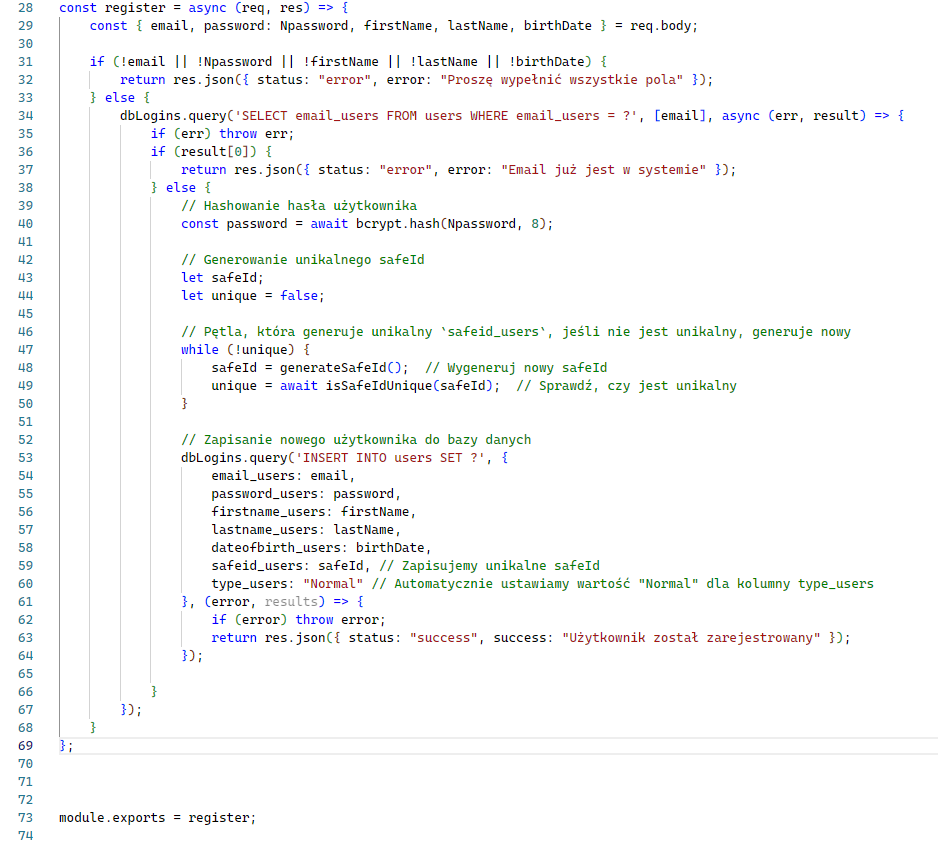 28 const register = async (req, res) => {
29     const { email, password: Npassword, firstName, lastName, birthDate } = req.body;
30
31     if (!email || !Npassword || !firstName || !lastName || !birthDate) {
32         return res.json({ status: "error", error: "Proszę wypełnić wszystkie pola" });
33     } else {
34         dbLogins.query('SELECT email_users FROM users WHERE email_users = ?', [email], async (err, result) => {
35             if (err) throw err;
36             if (result[0]) {
37                 return res.json({ status: "error", error: "Email już jest w systemie" });
38             } else {
39                 // Hashowanie hasła użytkownika
40                 const password = await bcrypt.hash(Npassword, 8);
41
42                 // Generowanie unikalnego safeId
43                 let safeId;
44                 let unique = false;
45
46                 // Pętla, która generuje unikalny `safeid_users`, jeśli nie jest unikalny, generuje nowy
47                 while (!unique) {
48                     safeId = generateSafeId();  // Wygeneruj nowy safeId
49                     unique = await isSafeIdUnique(safeId);  // Sprawdź, czy jest unikalny
50                 }
51
52                 // Zapisanie nowego użytkownika do bazy danych
53                 dbLogins.query('INSERT INTO users SET ?', {
54                     email_users: email,
55                     password_users: password,
56                     firstname_users: firstName,
57                     lastname_users: lastName,
58                     dateofbirth_users: birthDate,
59                     safeid_users: safeId, // Zapisujemy unikalne safeId
60                     type_users: "Normal" // Automatycznie ustawiamy wartość "Normal" dla kolumny type_users
61                 }, (error, results) => {
62                     if (error) throw error;
63                     return res.json({ status: "success", success: "Użytkownik został zarejestrowany" });
64                 });
65
66             }
67         });
68     }
69 };
70
71
72
73 module.exports = register;
74